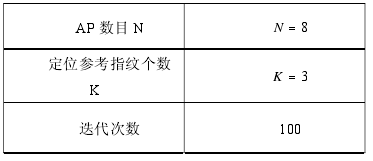 AP 数目 N
N = 8
定位参考指纹个数
K
K = 3
迭代次数
100